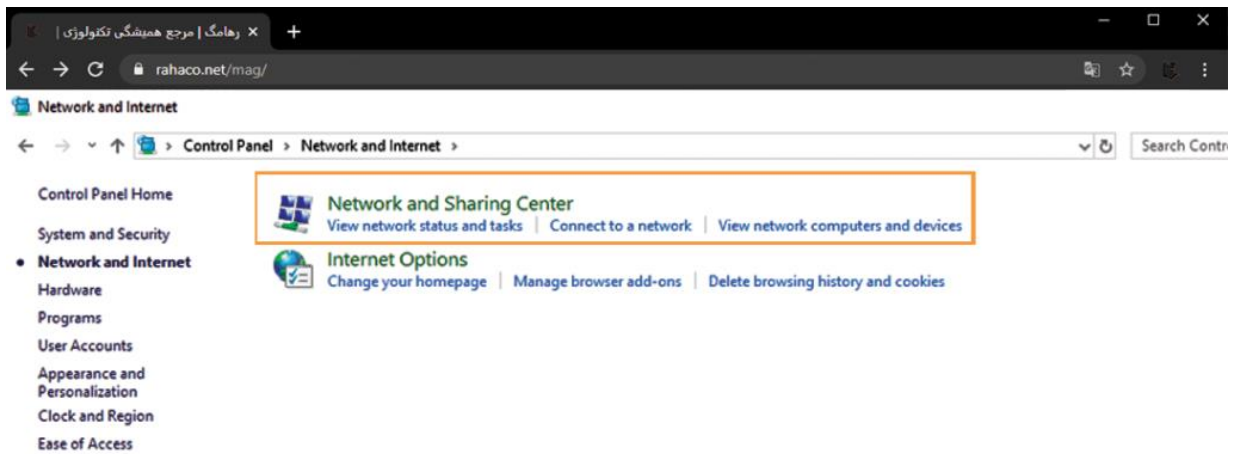 رهامگ | مرجع همیشگی تکنولوژی |
rahaco.net/mag/
Network and Internet
Control Panel > Network and Internet >
Search Contr
Control Panel Home
System and Security
Network and Internet
Hardware
Programs
User Accounts
Appearance and
Personalization
Clock and Region
Ease of Access
Network and Sharing Center
View network status and tasks | Connect to a network | View network computers and devices
Internet Options
Change your homepage | Manage browser add-ons | Delete browsing history and cookies